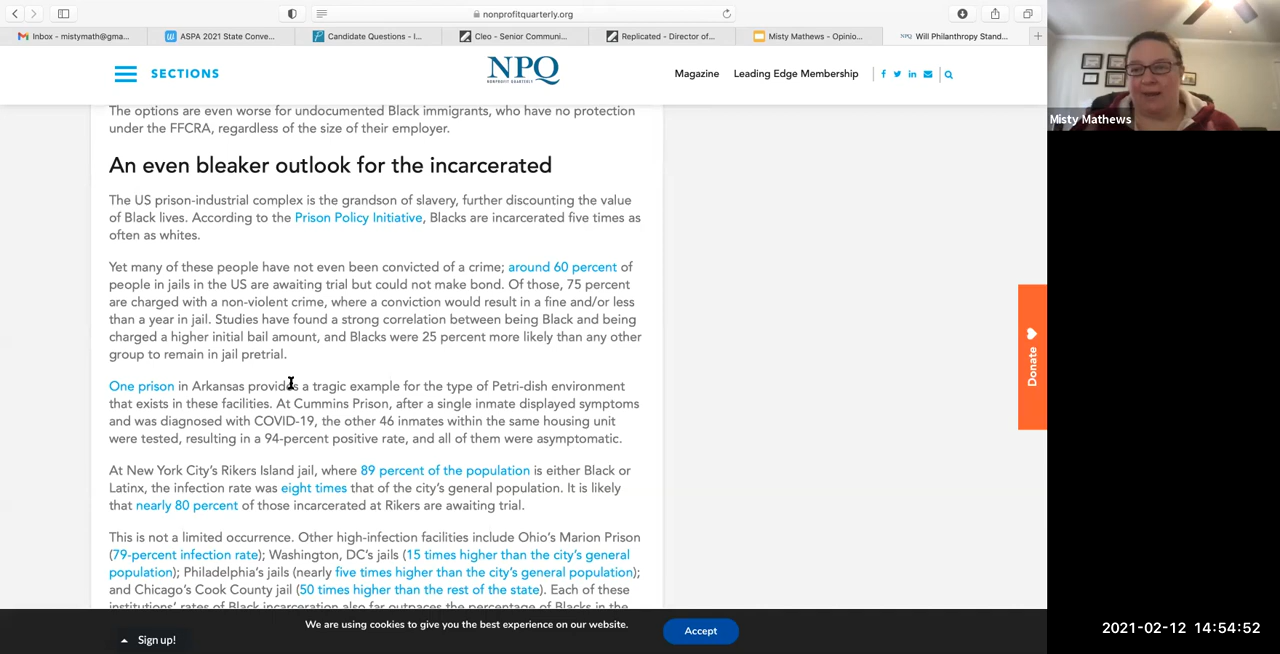 nonprofitquarterly.org
Inbox - mistymath@gma...
ASPA 2021 State Conve...
Candidate Questions - I...
Cleo - Senior Communi...
Replicated - Director of...
Misty Mathews - Opinio...
NPQ Will Philanthropy Stand...
SECTIONS
NPQ
NONPROFIT QUARTERLY
Magazine
Leading Edge Membership
Misty Mathews
The options are even worse for undocumented Black immigrants, who have no protection
under the FFCRA, regardless of the size of their employer.
An even bleaker outlook for the incarcerated
The US prison-industrial complex is the grandson of slavery, further discounting the value
of Black lives. According to the Prison Policy Initiative, Blacks are incarcerated five times as
often as whites.
Yet many of these people have not even been convicted of a crime; around 60 percent of
people in jails in the US are awaiting trial but could not make bond. Of those, 75 percent
are charged with a non-violent crime, where a conviction would result in a fine and/or less
than a year in jail. Studies have found a strong correlation between being Black and being
charged a higher initial bail amount, and Blacks were 25 percent more likely than any other
group to remain in jail pretrial.
One prison in Arkansas provides a tragic example for the type of Petri-dish environment
that exists in these facilities. At Cummins Prison, after a single inmate displayed symptoms
and was diagnosed with COVID-19, the other 46 inmates within the same housing unit
were tested, resulting in a 94-percent positive rate, and all of them were asymptomatic.
At New York City's Rikers Island jail, where 89 percent of the population is either Black or
Latinx, the infection rate was eight times that of the city's general population. It is likely
that nearly 80 percent of those incarcerated at Rikers are awaiting trial.
This is not a limited occurrence. Other high-infection facilities include Ohio's Marion Prison
(79-percent infection rate); Washington, DC's jails (15 times higher than the city's general
population); Philadelphia's jails (nearly five times higher than the city's general population);
and Chicago's Cook County jail (50 times higher than the rest of the state). Each of these
institutions' rates of Black incarceration also far outpaces the percentage of Blacks in the
Donate
We are using cookies to give you the best experience on our website.
Accept
Sign up!
2021-02-12 14:54:52